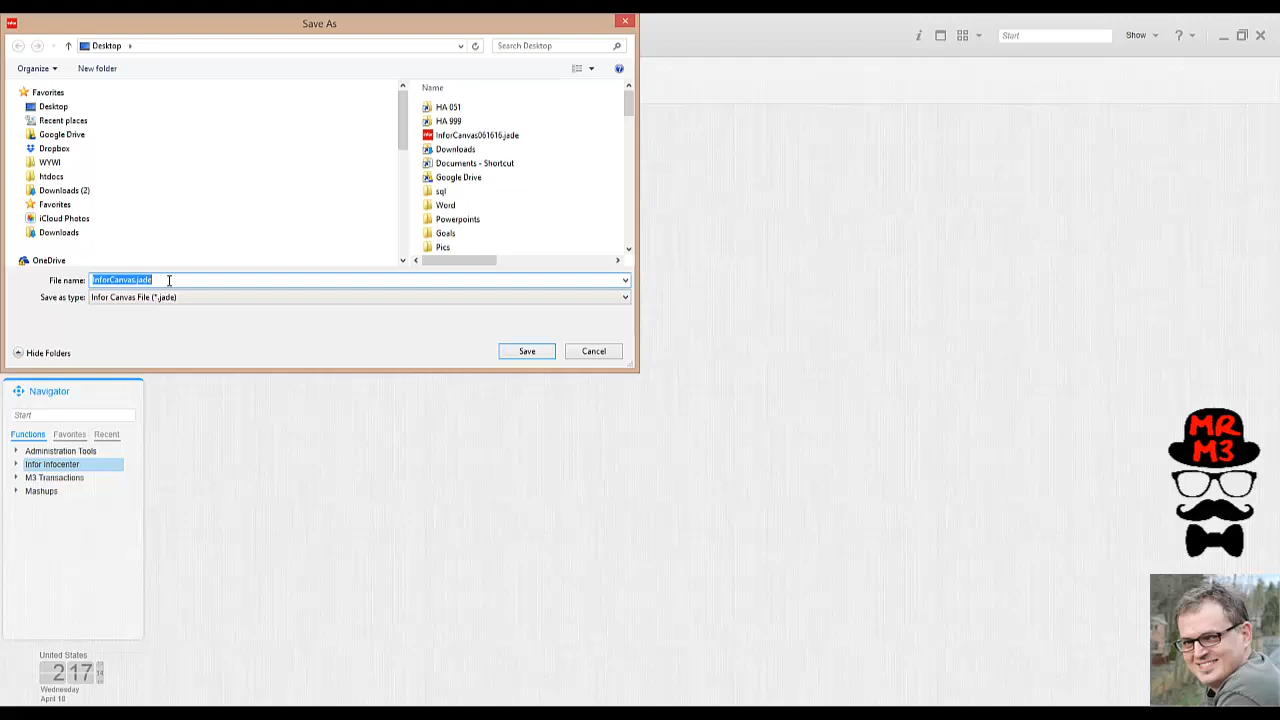 infor
Save As
Desktop
Search Desktop
Organize
New folder
Favorites
Desktop
Recent places
Google Drive
Dropbox
WYWI
htdocs
Downloads (2)
Favorites
iCloud Photos
Downloads
OneDrive
Name
HA 051
HA 999
InforCanvas061616.jade
Downloads
Documents - Shortcut
Google Drive
sql
Word
Powerpoints
Goals
Pics
File name: InforCanvas.jade
Save as type: Infor Canvas File (*.jade)
Hide Folders
Save
Cancel
i
Start
Show
?
Navigator
Start
Functions Favorites Recent
Administration Tools
Infor Infocenter
M3 Transactions
Mashups
United States
2 17
Wednesday
April 18
MR
M3